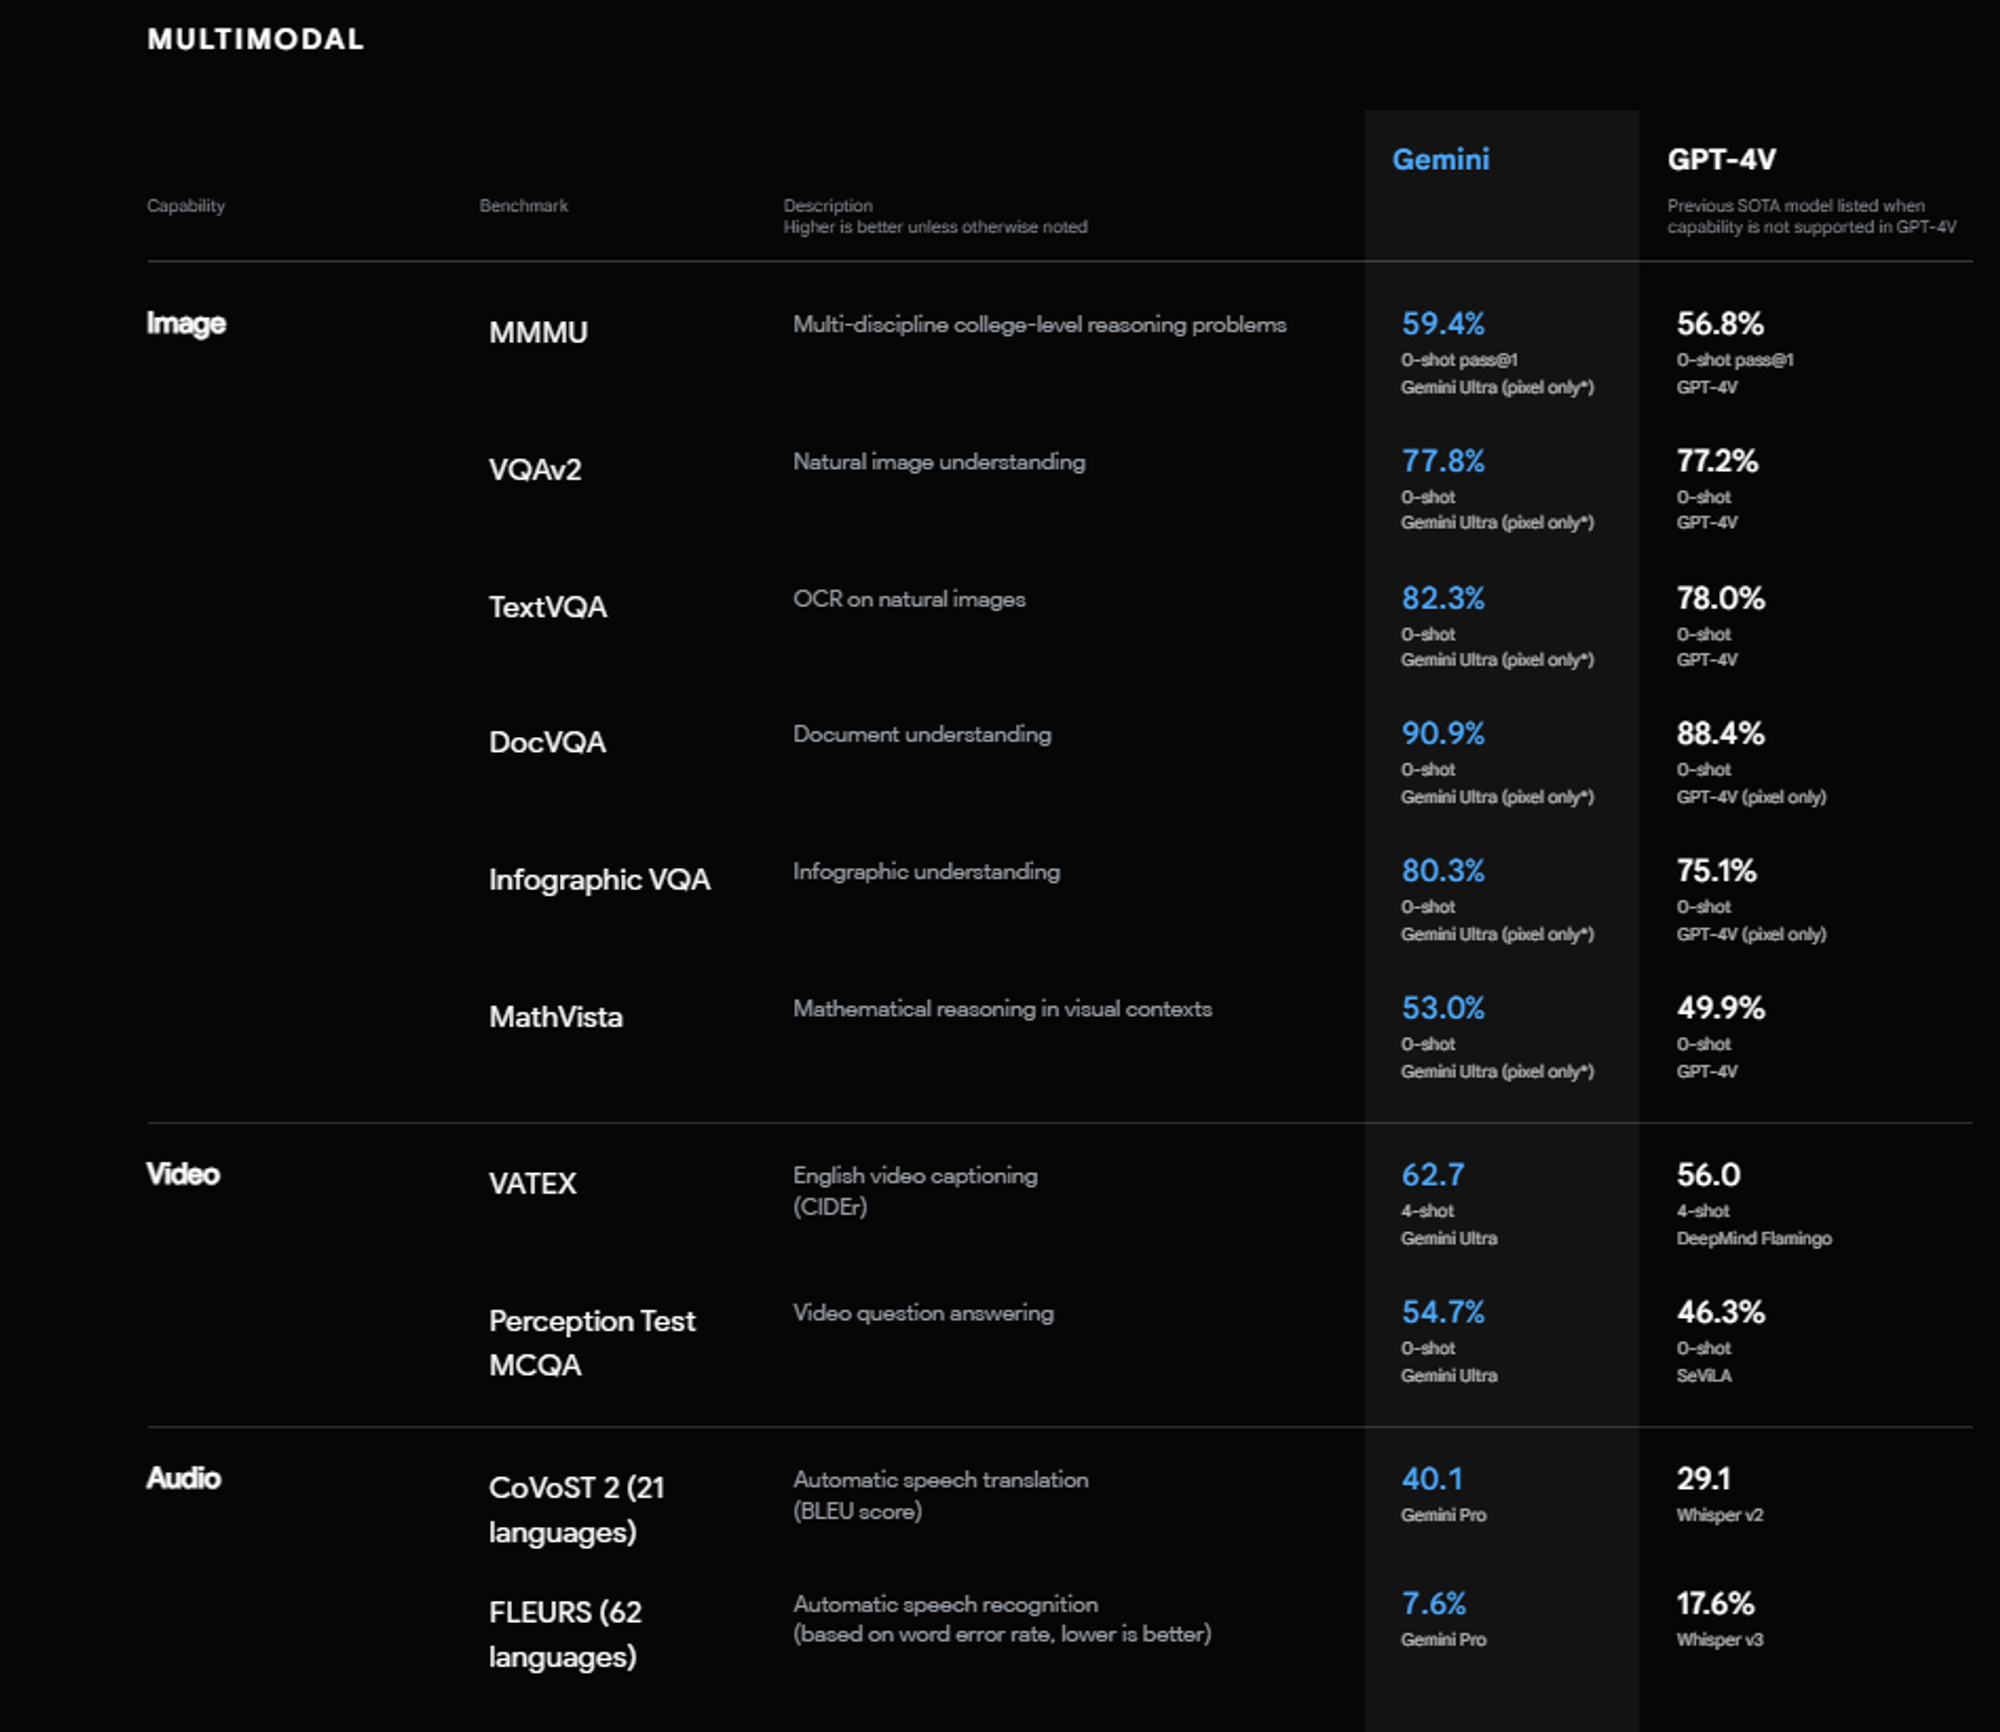 MULTIMODAL
Gemini
GPT-4V
Capability
Benchmark
Description
Higher is better unless otherwise noted
Previous SOTA model listed when
capability is not supported in GPT-4V
Image
MMMU
Multi-discipline college-level reasoning problems
59.4%
0-shot pass@1
Gemini Ultra (pixel only*)
56.8%
0-shot pass@1
GPT-4V
VQAv2
Natural image understanding
77.8%
0-shot
Gemini Ultra (pixel only*)
77.2%
0-shot
GPT-4V
TextVQA
OCR on natural images
82.3%
0-shot
Gemini Ultra (pixel only*)
78.0%
0-shot
GPT-4V
DocVQA
Document understanding
90.9%
0-shot
Gemini Ultra (pixel only*)
88.4%
0-shot
GPT-4V (pixel only)
Infographic VQA
Infographic understanding
80.3%
0-shot
Gemini Ultra (pixel only*)
75.1%
0-shot
GPT-4V (pixel only)
MathVista
Mathematical reasoning in visual contexts
53.0%
0-shot
Gemini Ultra (pixel only*)
49.9%
0-shot
GPT-4V
Video
VATEX
English video captioning
(CIDEr)
62.7
4-shot
Gemini Ultra
56.0
4-shot
DeepMind Flamingo
Perception Test
MCQA
Video question answering
54.7%
0-shot
Gemini Ultra
46.3%
0-shot
SeViLA
Audio
CoVoST 2 (21
languages)
Automatic speech translation
(BLEU score)
40.1
Gemini Pro
29.1
Whisper v2
FLEURS (62
languages)
Automatic speech recognition
(based on word error rate, lower is better)
7.6%
Gemini Pro
17.6%
Whisper v3